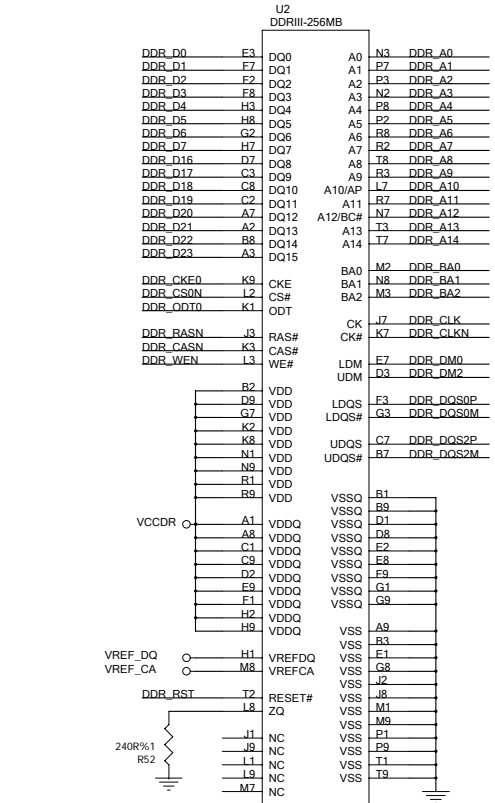 U2
DDRIII-256MB
DDR_D0 E3 DQ0 A0 N3 DDR_A0
DDR_D1 F7 DQ1 A1 P7 DDR_A1
DDR_D2 F2 DQ2 A2 P3 DDR_A2
DDR_D3 F8 DQ3 A3 N2 DDR_A3
DDR_D4 H3 DQ4 A4 P8 DDR_A4
DDR_D5 H8 DQ5 A5 P2 DDR_A5
DDR_D6 G2 DQ6 A6 R8 DDR_A6
DDR_D7 H7 DQ7 A7 R2 DDR_A7
DDR_D16 D7 DQ8 A8 T8 DDR_A8
DDR_D17 C3 DQ9 A9 R3 DDR_A9
DDR_D18 C8 DQ10 A10/AP L7 DDR_A10
DDR_D19 C2 DQ11 A11 R7 DDR_A11
DDR_D20 A7 DQ12 A12/BC# N7 DDR_A12
DDR_D21 A2 DQ13 A13 T3 DDR_A13
DDR_D22 B8 DQ14 A14 T7 DDR_A14
DDR_D23 A3 DQ15
BA0 M2 DDR_BA0
DDR_CKE0 K9 CKE BA1 N8 DDR_BA1
DDR_CS0N L2 CS# BA2 M3 DDR_BA2
DDR_ODT0 K1 ODT
CK J7 DDR_CLK
DDR_RASN J3 RAS# CK# K7 DDR_CLKN
DDR_CASN K3 CAS#
DDR_WEN L3 WE# LDM E7 DDR_DM0
UDM D3 DDR_DM2
B2 VDD
D9 VDD LDQS F3 DDR_DQS0P
G7 VDD LDQS# G3 DDR_DQS0M
K2 VDD
K8 VDD UDQS C7 DDR_DQS2P
N1 VDD UDQS# B7 DDR_DQS2M
N9 VDD
R1 VDD
R9 VDD VSSQ B1
VSSQ B9
VCCDR A1 VDDQ VSSQ D1
A8 VDDQ VSSQ D8
C1 VDDQ VSSQ E2
C9 VDDQ VSSQ E8
D2 VDDQ VSSQ F9
E9 VDDQ VSSQ G1
F1 VDDQ VSSQ G9
H2 VDDQ
H9 VDDQ VSS A9
VSS B3
VREF_DQ H1 VREFDQ VSS E1
VREF_CA M8 VREFCA VSS G8
VSS J2
DDR_RST T2 RESET# VSS J8
L8 ZQ VSS M1
VSS M9
J1 NC VSS P1
240R%1 J9 NC VSS P9
R52 L1 NC VSS T1
L9 NC VSS T9
M7 NC